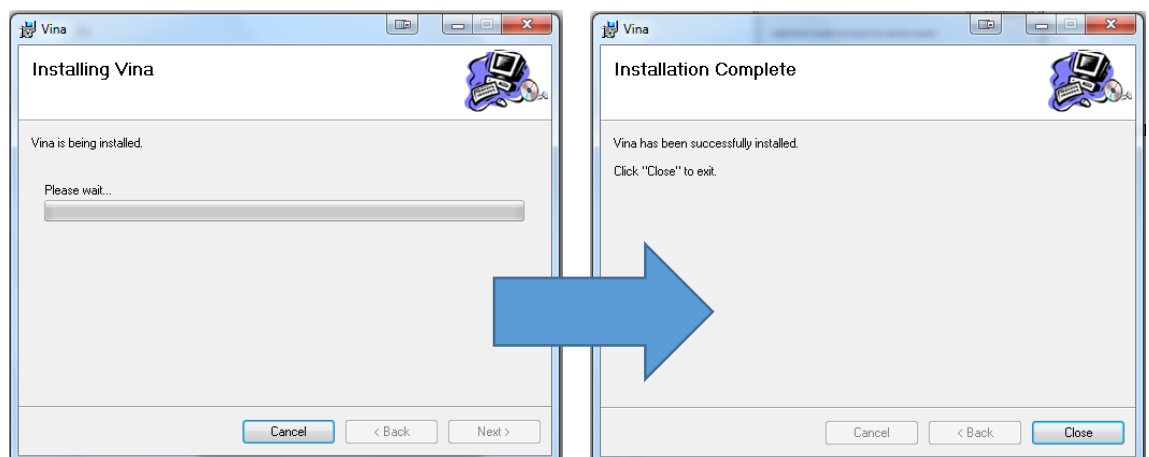 Vina
Installing Vina
Vina is being installed.
Please wait...
Cancel
< Back
Next >
Vina
Installation Complete
Vina has been successfully installed.
Click "Close" to exit.
Cancel
< Back
Close